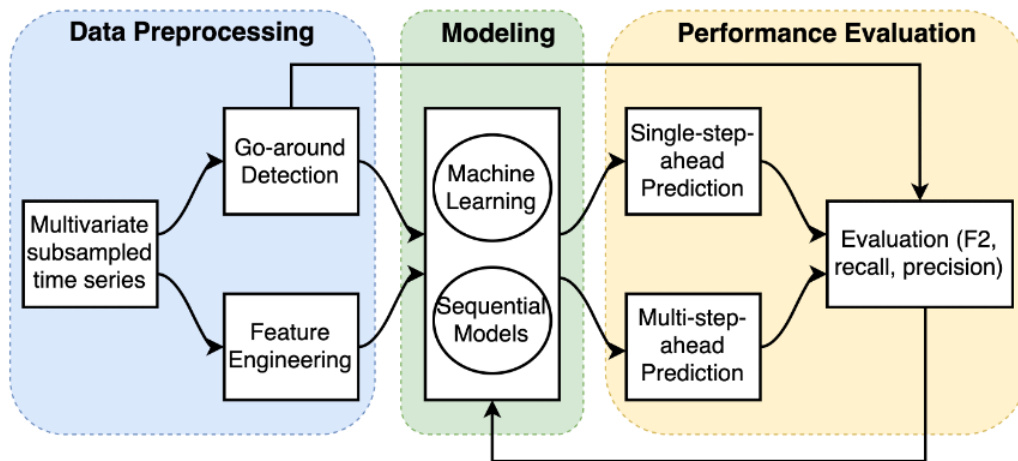 Data Preprocessing
Modeling
Performance Evaluation
Multivariate
subsampled
time series
Go-around
Detection
Feature
Engineering
Machine
Learning
Sequential
Models
Single-step-
ahead
Prediction
Multi-step-
ahead
Prediction
Evaluation (F2,
recall, precision)